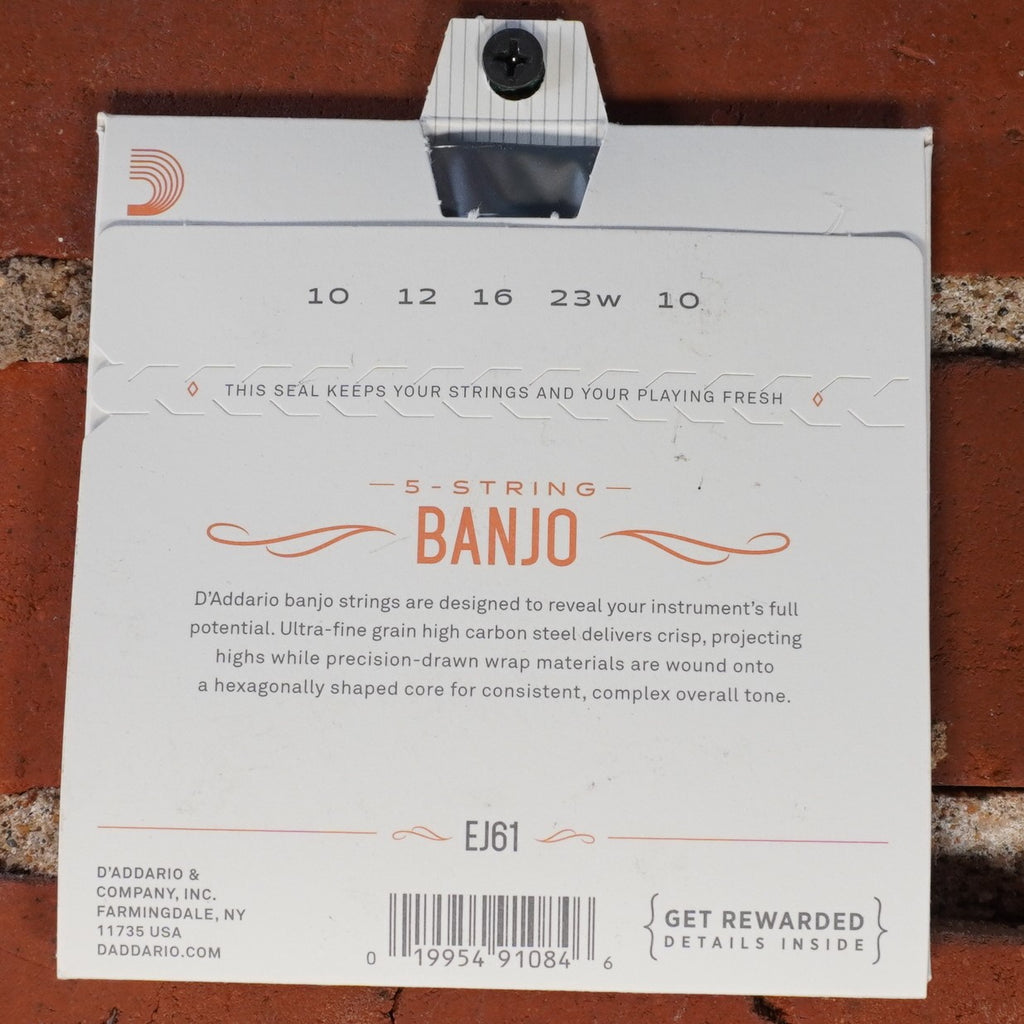 10 12 16 23w 10
THIS SEAL KEEPS YOUR STRINGS AND YOUR PLAYING FRESH
5-STRING
BANJO
D'Addario banjo strings are designed to reveal your instrument's full
potential. Ultra-fine grain high carbon steel delivers crisp, projecting
highs while precision-drawn wrap materials are wound onto
a hexagonally shaped core for consistent, complex overall tone.
EJ61
D'ADDARIO &
COMPANY, INC.
FARMINGDALE, NY
11735 USA
DADDARIO.COM
0 19954 91084 6
GET REWARDED
DETAILS INSIDE